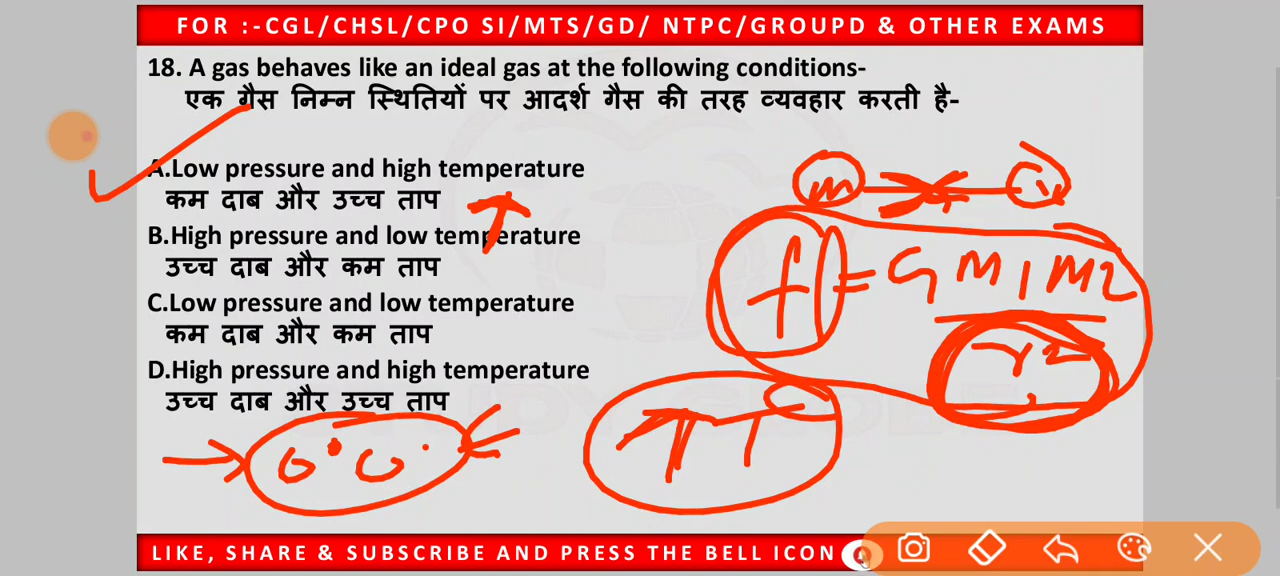 FOR :-CGL/CHSL/CPO SI/MTS/GD/ NTPC/GROUPD & OTHER EXAMS
18. A gas behaves like an ideal gas at the following conditions-
एक गैस निम्न स्थितियों पर आदर्श गैस की तरह व्यवहार करती है-
A.Low pressure and high temperature
कम दाब और उच्च ताप
B.High pressure and low temperature
उच्च दाब और कम ताप
C.Low pressure and low temperature
कम दाब और कम ताप
D.High pressure and high temperature
उच्च दाब और उच्च ताप
m
f = G M1 M2
r2
LIKE, SHARE & SUBSCRIBE AND PRESS THE BELL ICON